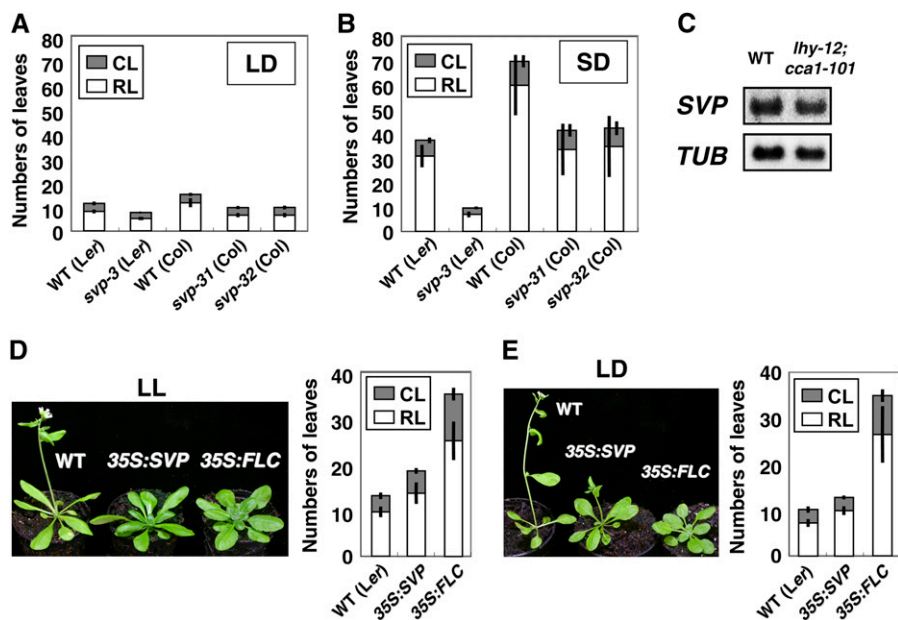 A
Numbers of leaves
80
70
60
50
40
30
20
10
0
CL
RL
LD
WT (Ler)
svp-3 (Ler)
WT (Col)
svp-31 (Col)
svp-32 (Col)
B
Numbers of leaves
80
70
60
50
40
30
20
10
0
CL
RL
SD
WT (Ler)
svp-3 (Ler)
WT (Col)
svp-31 (Col)
svp-32 (Col)
C
WT
lhy-12;
cca1-101
SVP
TUB
D
LL
WT
35S:SVP
35S:FLC
Numbers of leaves
40
30
20
10
0
CL
RL
WT (Ler)
35S:SVP
35S:FLC
E
LD
WT
35S:SVP
35S:FLC
Numbers of leaves
40
30
20
10
0
CL
RL
WT (Ler)
35S:SVP
35S:FLC